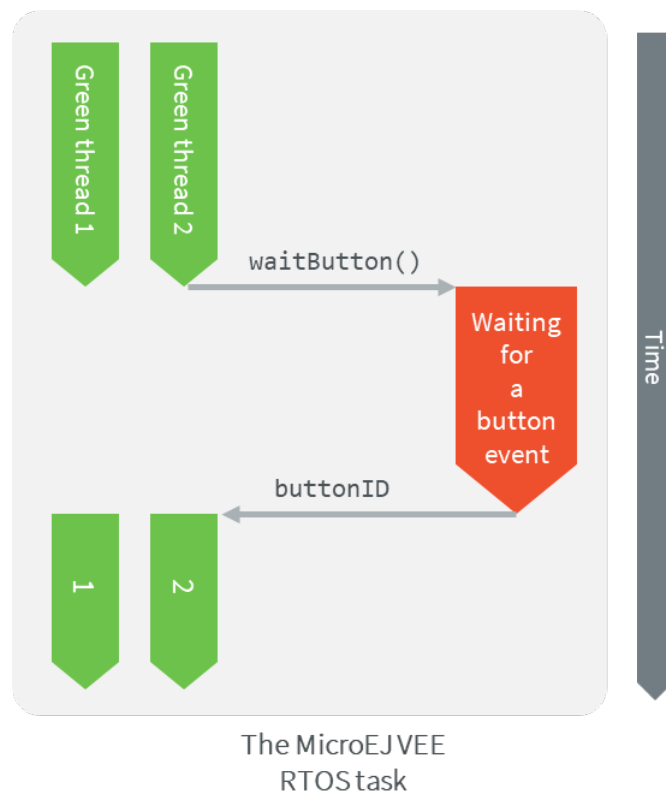 Green thread 1
Green thread 2
waitButton()
Waiting
for
a
button
event
Time
buttonID
1
2
The MicroEJ VEE
RTOS task